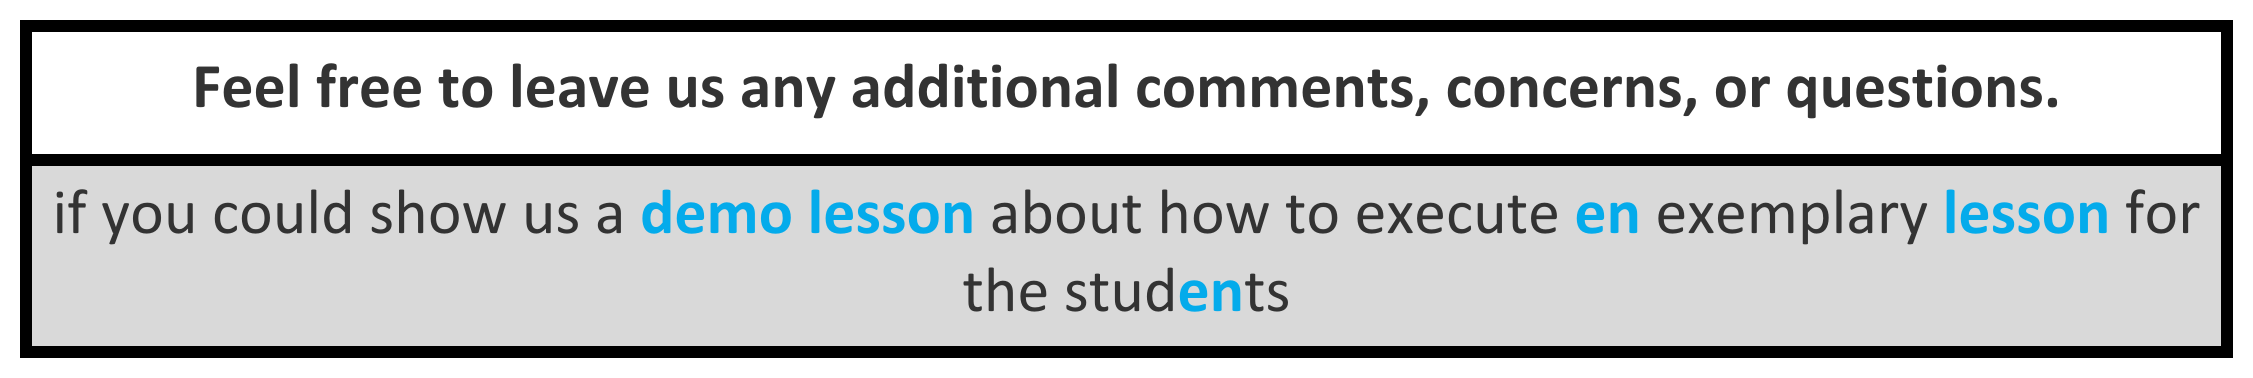 Feel free to leave us any additional comments, concerns, or questions.
if you could show us a demo lesson about how to execute en exemplary lesson for
the students